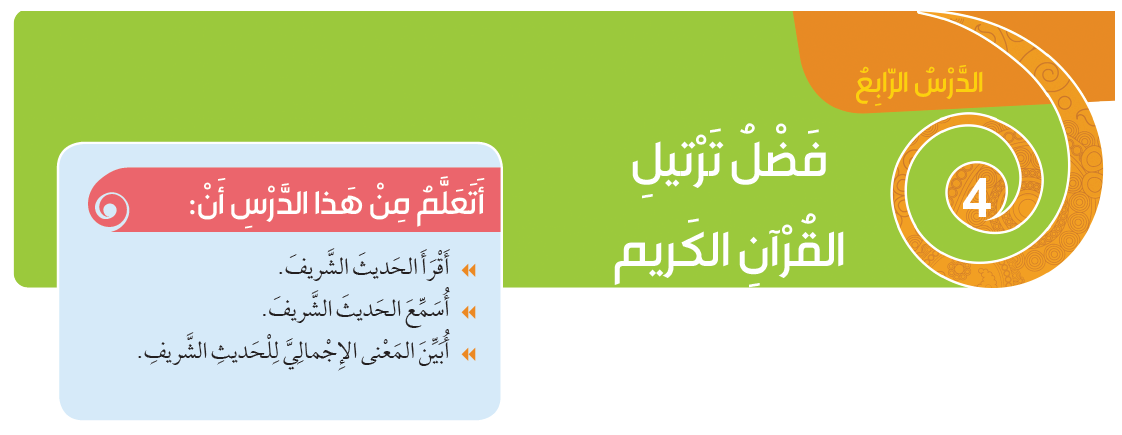 الدَّرْسُ الرّابِعُ
4
فَضْلُ تَرْتيلِ
القُرْآنِ الكَريم
أَتَعَلَّمُ مِنْ هَذا الدَّرْسِ أَنْ:
أَقْرَأَ الحَديثَ الشَّريفَ.
أُسَمِّعَ الحَديثَ الشَّريفَ.
أُبَيِّنَ المَعْنى الإِجْمالِيَّ لِلْحَديثِ الشَّريفِ.